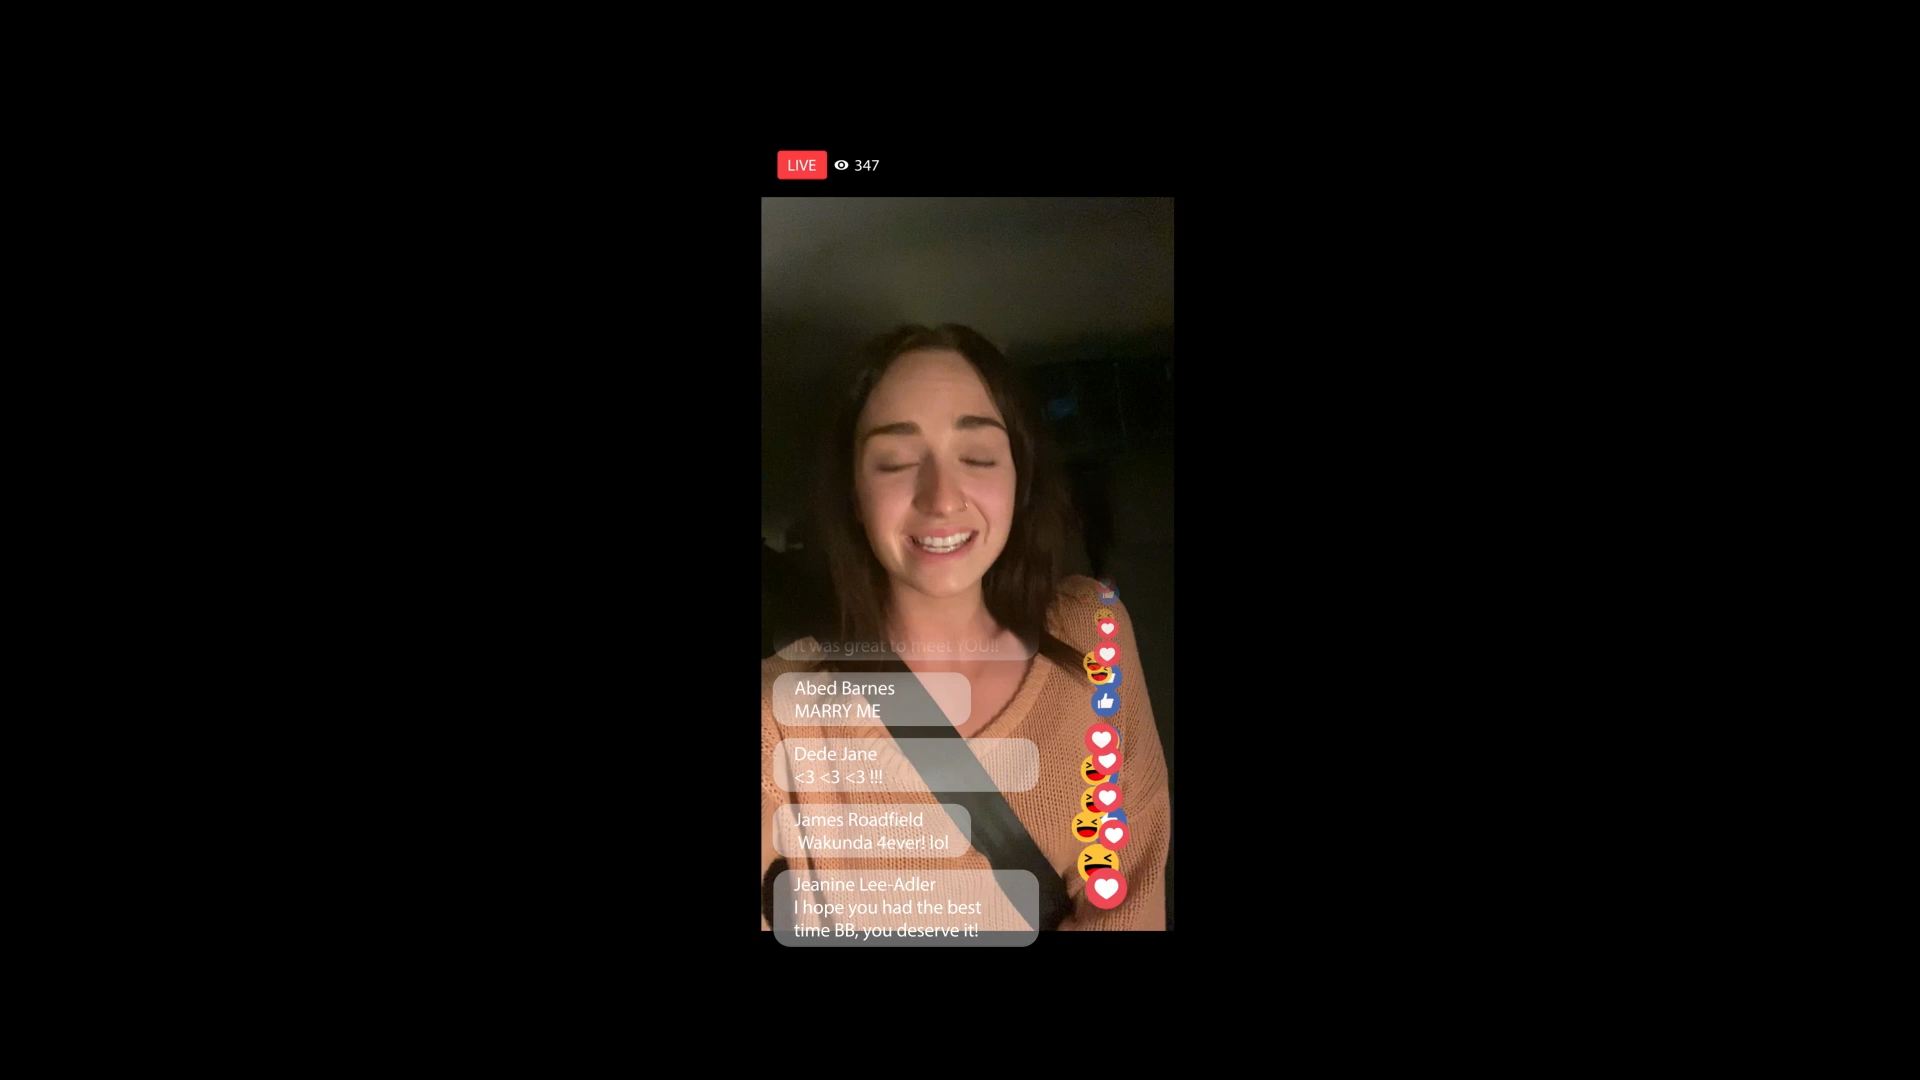 LIVE 347
It was great to meet YOU!!
Abed Barnes
MARRY ME
Dede Jane
<3 <3 <3 !!!
James Roadfield
Wakunda 4ever! lol
Jeanine Lee-Adler
I hope you had the best
time BB, you deserve it!